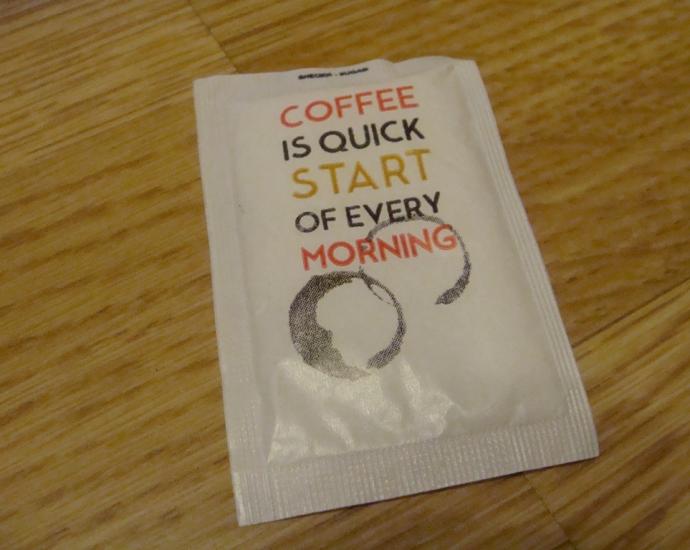 COFFEE
IS QUICK
START
OF EVERY
MORNING